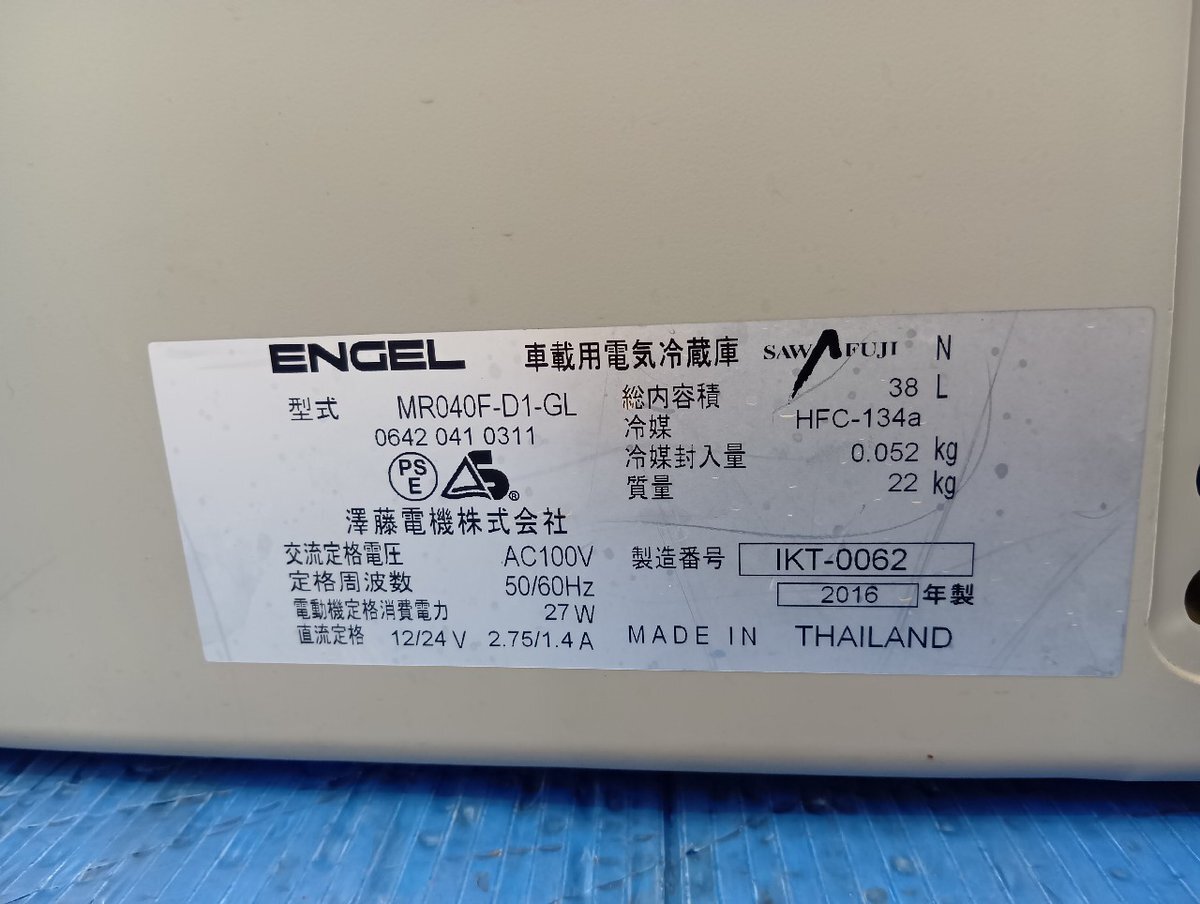 ENGEL 車載用電気冷蔵庫 SAWAFUJI N
型式 MR040F-D1-GL
0642 041 0311
PS
E
S®
澤藤電機株式会社
交流定格電圧 AC100V
定格周波数 50/60Hz
電動機定格消費電力 27W
直流定格 12/24V 2.75/1.4A
総内容積 38 L
冷媒 HFC-134a
冷媒封入量 0.052 kg
質量 22 kg
製造番号 IKT-0062
2016 年製
MADE IN THAILAND